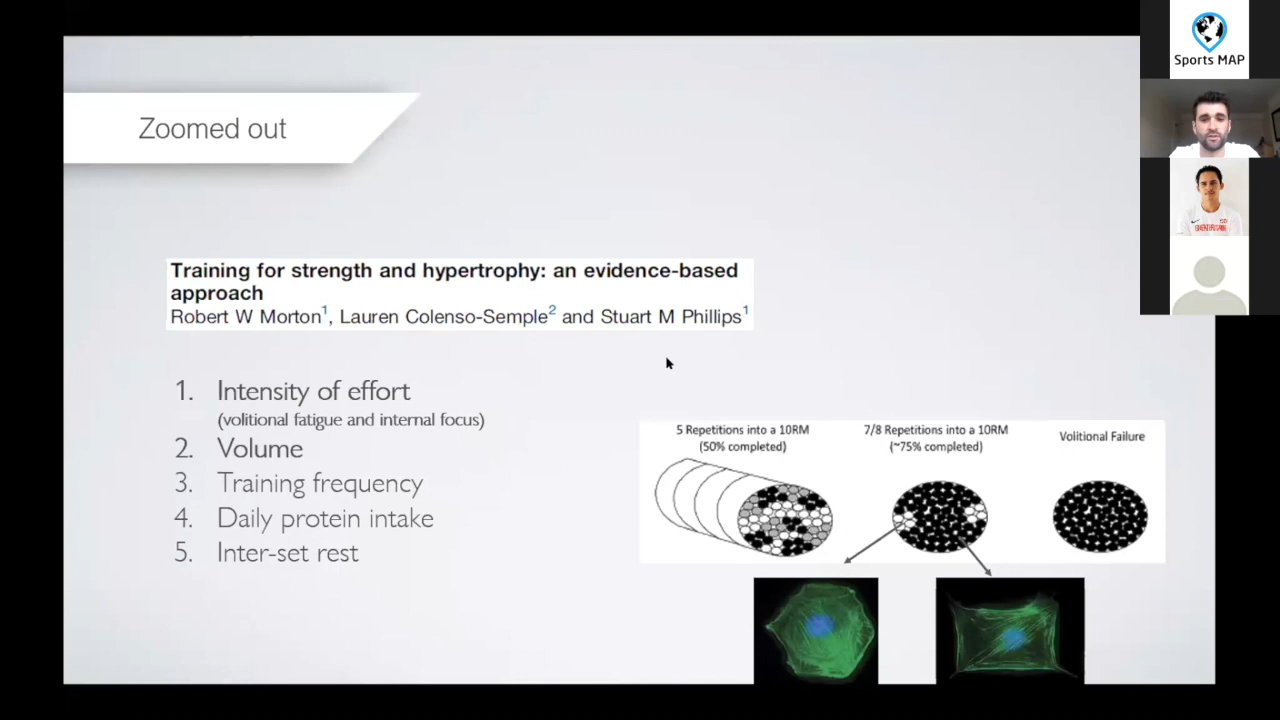 Zoomed out
Training for strength and hypertrophy: an evidence-based
approach
Robert W Morton1, Lauren Colenso-Semple2 and Stuart M Phillips1
1. Intensity of effort
(volitional fatigue and internal focus)
2. Volume
3. Training frequency
4. Daily protein intake
5. Inter-set rest
5 Repetitions into a 10RM
(50% completed)
7/8 Repetitions into a 10RM
(~75% completed)
Volitional Failure
Sports MAP